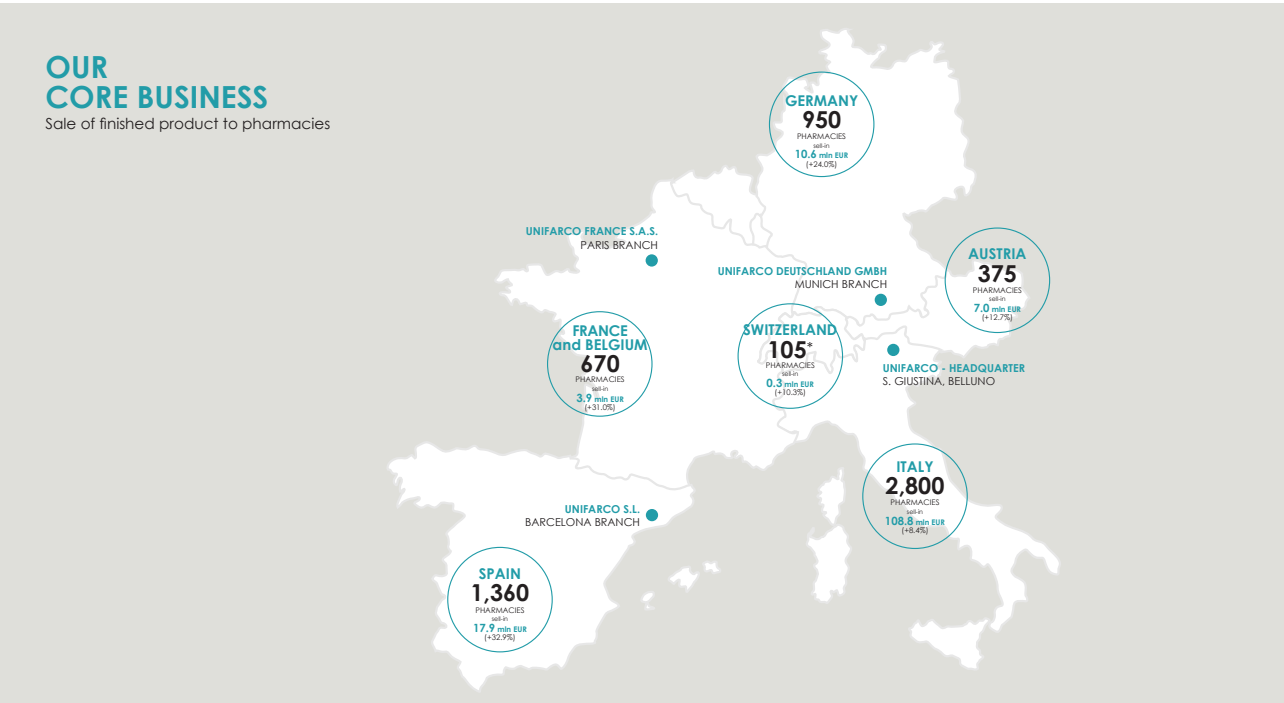 OUR
CORE BUSINESS
Sale of finished product to pharmacies
GERMANY
950
PHARMACIES
sell-in
10.6 mln EUR
(+24.0%)
UNIFARCO FRANCE S.A.S.
PARIS BRANCH
UNIFARCO DEUTSCHLAND GMBH
MUNICH BRANCH
AUSTRIA
375
PHARMACIES
sell-in
7.0 mln EUR
(+12.7%)
FRANCE
and BELGIUM
670
PHARMACIES
sell-in
3.9 mln EUR
(+31.0%)
SWITZERLAND
105*
PHARMACIES
sell-in
0.3 mln EUR
(+10.3%)
UNIFARCO - HEADQUARTER
S. GIUSTINA, BELLUNO
ITALY
2,800
PHARMACIES
sell-in
108.8 mln EUR
(+8.4%)
UNIFARCO S.L.
BARCELONA BRANCH
SPAIN
1,360
PHARMACIES
sell-in
17.9 mln EUR
(+32.9%)